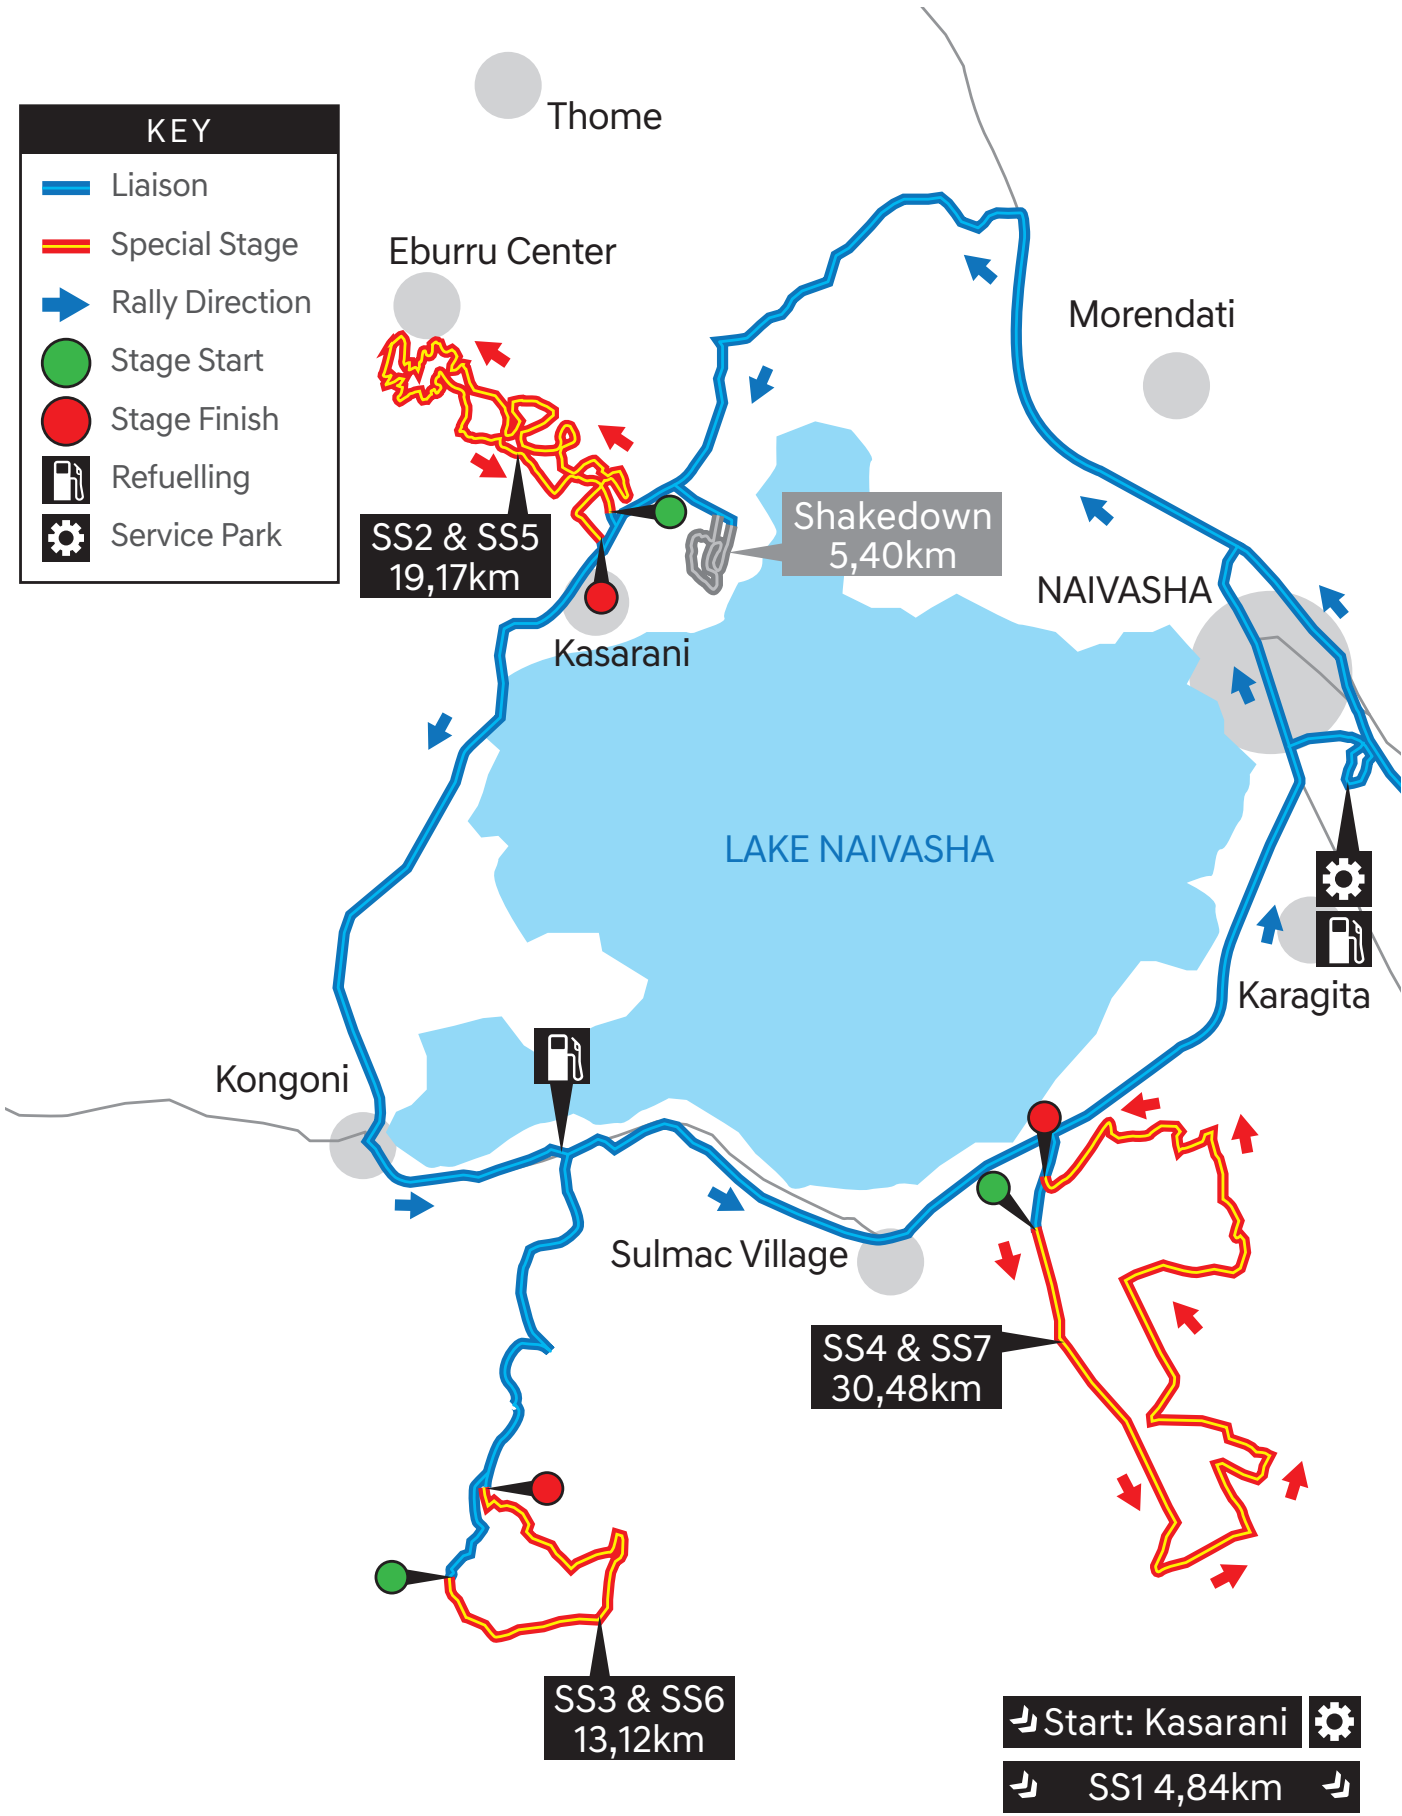 Thome
KEY
Liaison
Special Stage
Rally Direction
Stage Start
Stage Finish
Refuelling
Service Park
Eburru Center
Morendati
SS2 & SS5
19,17km
Shakedown
5,40km
NAIVASHA
Kasarani
LAKE NAIVASHA
Karagita
Kongoni
Sulmac Village
SS4 & SS7
30,48km
SS3 & SS6
13,12km
Start: Kasarani
SS1 4,84km